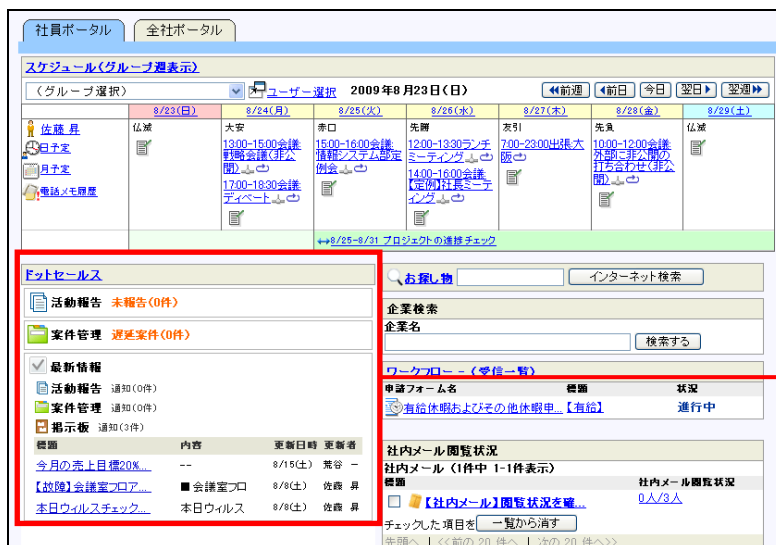 社員ポータル 全社ポータル
スケジュール(グループ週表示)
(グループ選択) ユーザー選択 2009年8月23日(日) 前週 前日 今日 翌日 翌週
8/23(日) 8/24(月) 8/25(火) 8/26(水) 8/27(木) 8/28(金) 8/29(土)
佐藤 昇
日予定
月予定
電話メモ履歴
仏滅
大安
13:00-15:00会議:
戦略会議(非公
開)
17:00-18:30会議:
ディベート
赤口
15:00-16:00会議:
情報システム部定
例会
先勝
12:00-13:30ランチ
ミーティング
14:00-16:00会議:
【定例】社長ミーテ
ィング
友引
7:00-23:00出張:大
阪
先負
10:00-12:00会議:
外部に非公開の
打ち合わせ(非公
開)
仏滅
⇔8/25-8/31 プロジェクトの進捗チェック
ドットセールス
活動報告 未報告(0件)
案件管理 遅延案件(0件)
最新情報
活動報告 通知(0件)
案件管理 通知(0件)
掲示板 通知(3件)
標題 内容 更新日時 更新者
今月の売上目標20%... -- 8/15(土) 荒谷 一
【故障】会議室フロア... ■会議室フロ 8/8(土) 佐藤 昇
本日ウィルスチェック... 本日ウィルス 8/8(土) 佐藤 昇
お探し物 インターネット検索
企業検索
企業名
検索する
ワークフロー - (受信一覧)
申請フォーム名 標題 状況
有給休暇およびその他休暇申... 【有給】 進行中
社内メール閲覧状況
社内メール (1件中 1-1件表示)
標題 社内メール閲覧状況
【社内メール】閲覧状況を確... 0人/3人
チェックした項目を 一覧から消す
先頭へ | <<前の 20 件へ | 次の 20 件へ>>